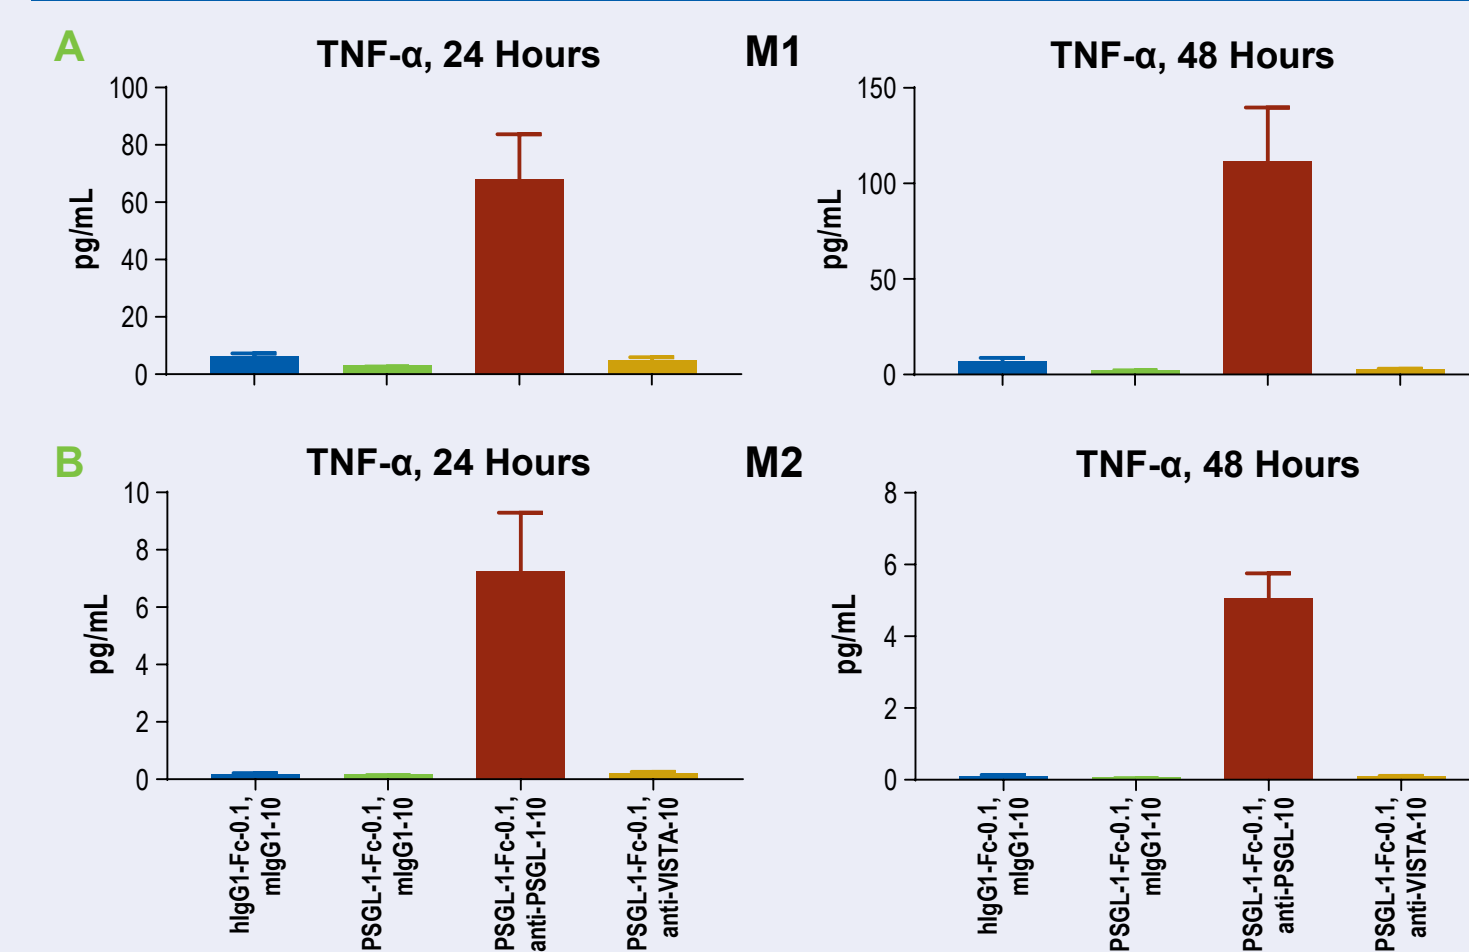 A
TNF-α, 24 Hours
M1
TNF-α, 48 Hours
pg/mL
100
80
60
40
20
0
pg/mL
150
100
50
0
B
TNF-α, 24 Hours
M2
TNF-α, 48 Hours
pg/mL
10
8
6
4
2
0
pg/mL
8
6
4
2
0
hIgG1-Fc-0.1,
mIgG1-10
PSGL-1-Fc-0.1,
mIgG1-10
PSGL-1-Fc-0.1,
anti-PSGL-1-10
PSGL-1-Fc-0.1,
anti-VISTA-10
hIgG1-Fc-0.1,
mIgG1-10
PSGL-1-Fc-0.1,
mIgG1-10
PSGL-1-Fc-0.1,
anti-PSGL-10
PSGL-1-Fc-0.1,
anti-VISTA-10